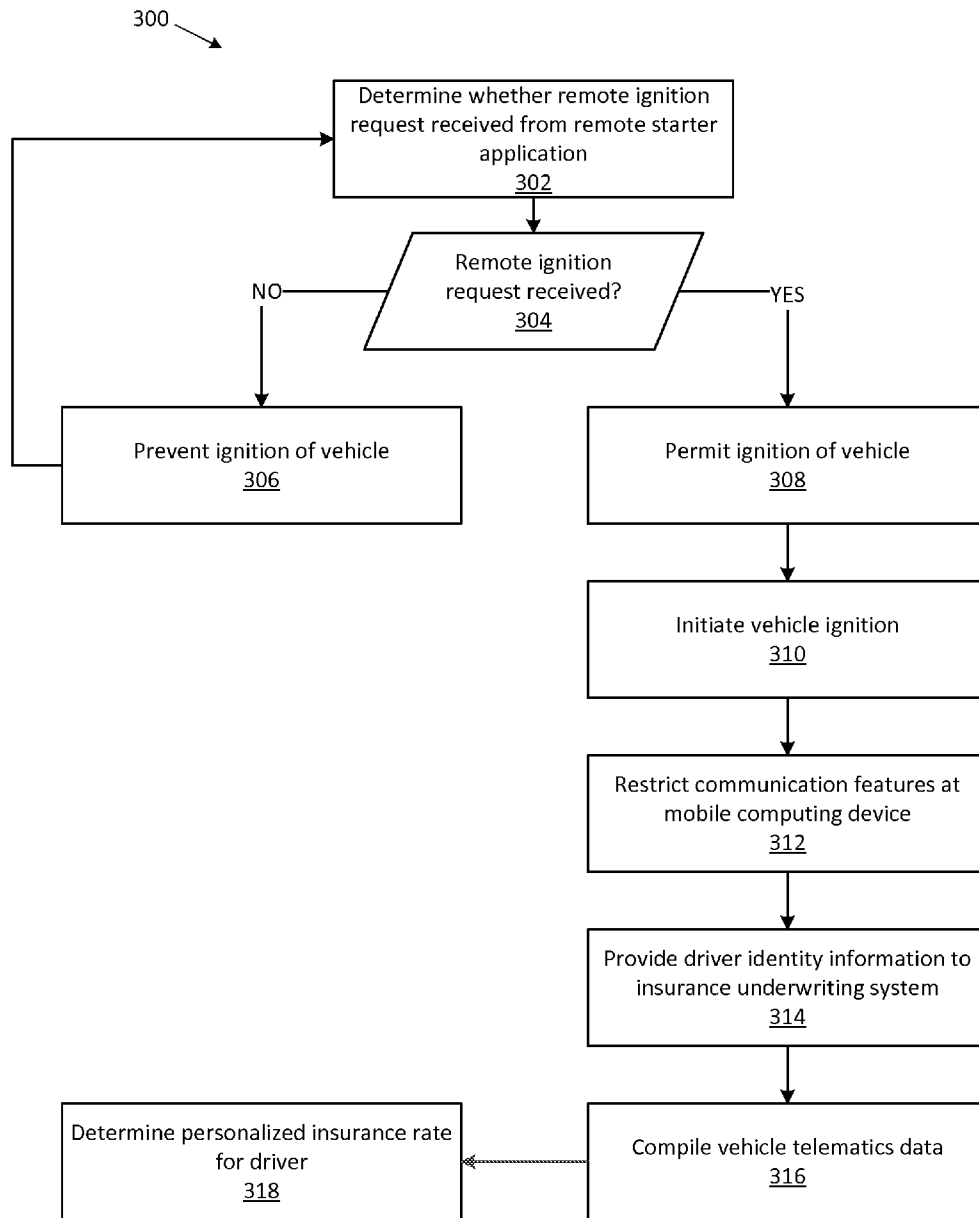 300
Determine whether remote ignition
request received from remote starter
application
302
Remote ignition
request received?
304
NO
YES
Prevent ignition of vehicle
306
Permit ignition of vehicle
308
Initiate vehicle ignition
310
Restrict communication features at
mobile computing device
312
Provide driver identity information to
insurance underwriting system
314
Determine personalized insurance rate
for driver
318
Compile vehicle telematics data
316